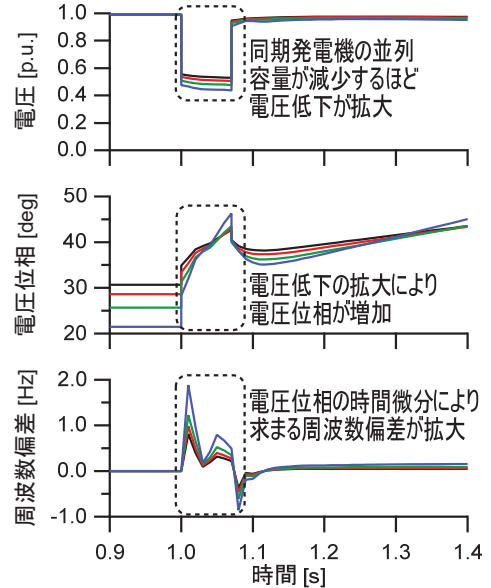 1.0
0.8
0.6
0.4
0.2
0.0
電圧 [p.u.]
同期発電機の並列
容量が減少するほど
電圧低下が拡大
50
40
30
20
電圧位相 [deg]
電圧低下の拡大により
電圧位相が増加
2.0
1.0
0.0
-1.0
周波数偏差 [Hz]
電圧位相の時間微分により
求まる周波数偏差が拡大
0.9 1.0 1.1 1.2 1.3 1.4
時間 [s]